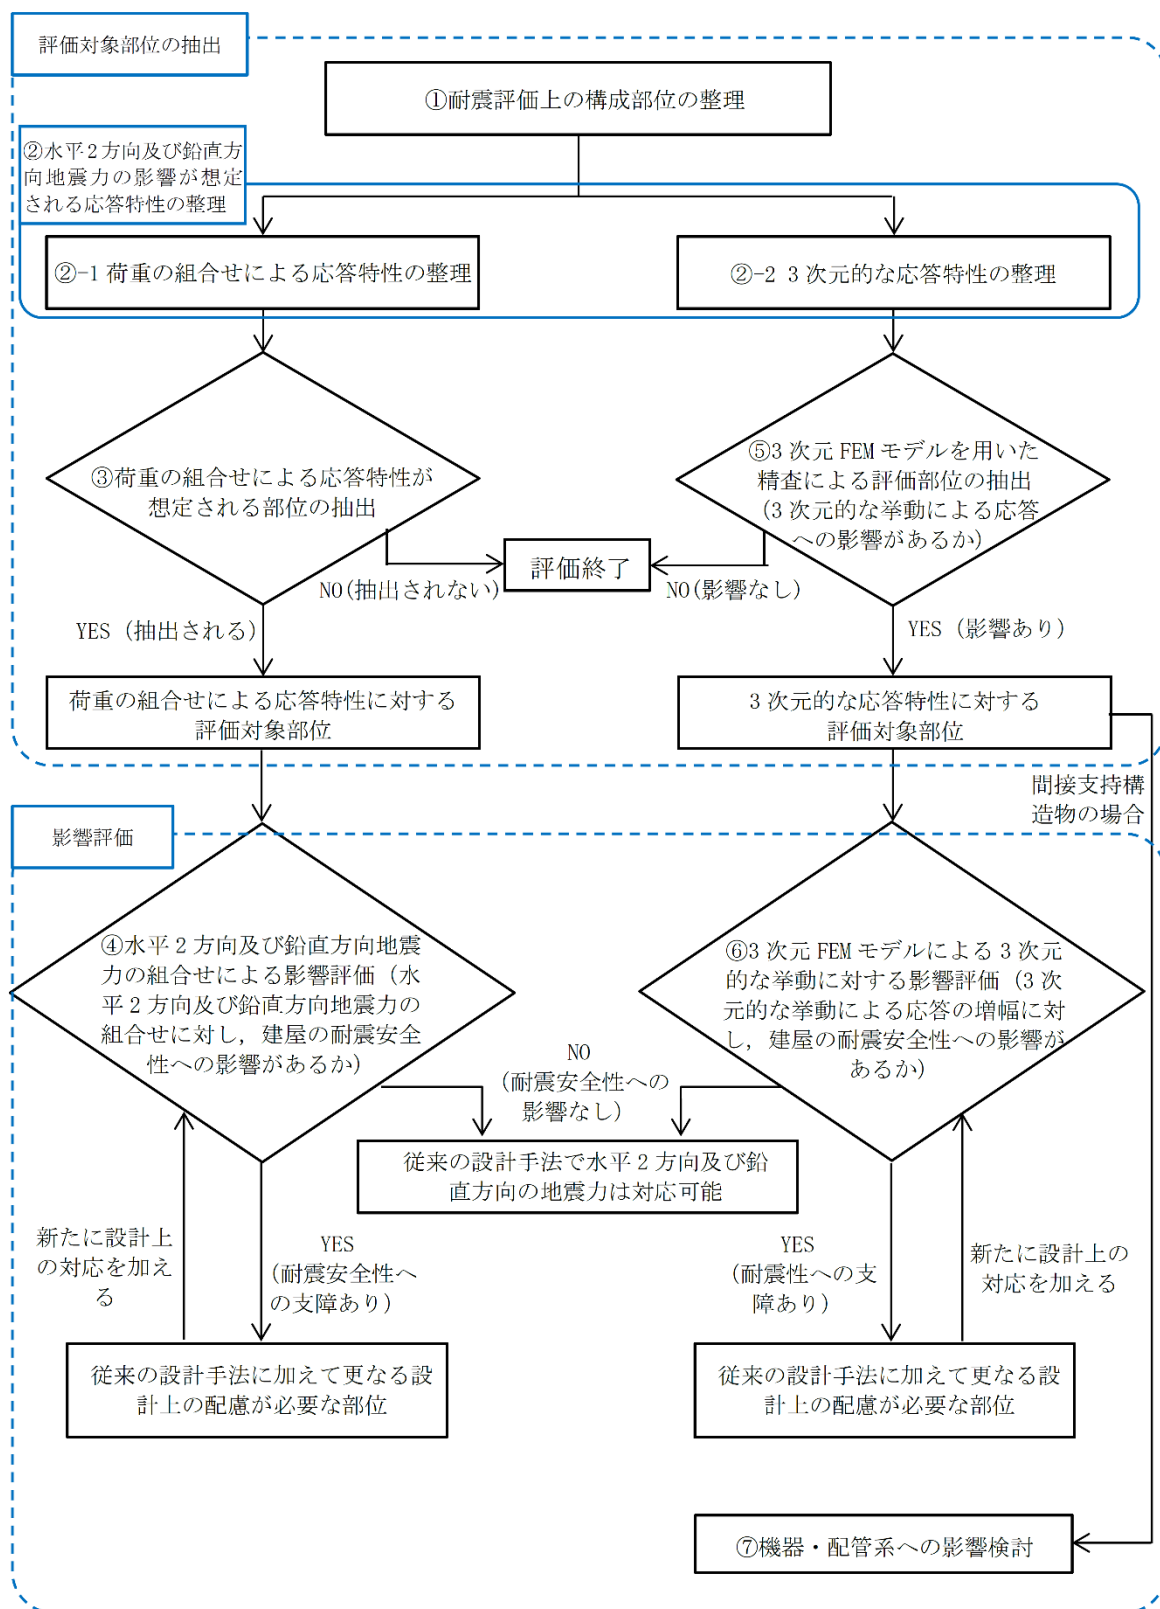 評価対象部位の抽出
①耐震評価上の構成部位の整理
②水平2方向及び鉛直方
向地震力の影響が想定
される応答特性の整理
②-1 荷重の組合せによる応答特性の整理
②-2 3次元的な応答特性の整理
③荷重の組合せによる応答特性が
想定される部位の抽出
⑤3次元FEMモデルを用いた
精査による評価部位の抽出
(3次元的な挙動による応答
への影響があるか)
評価終了
NO(抽出されない)
NO(影響なし)
YES (抽出される)
YES (影響あり)
荷重の組合せによる応答特性に対する
評価対象部位
3次元的な応答特性に対する
評価対象部位
間接支持構
造物の場合
影響評価
④水平2方向及び鉛直方向地震
力の組合せによる影響評価(水
平2方向及び鉛直方向地震力の
組合せに対し，建屋の耐震安全
性への影響があるか)
⑥3次元FEMモデルによる3次元
的な挙動に対する影響評価(3次
元的な挙動による応答の増幅に対
し，建屋の耐震安全性への影響が
あるか)
NO
(耐震安全性への
影響なし)
従来の設計手法で水平2方向及び鉛
直方向の地震力は対応可能
新たに設計上
の対応を加え
る
YES
(耐震安全性へ
の支障あり)
YES
(耐震性への支
障あり)
新たに設計上の
対応を加える
従来の設計手法に加えて更なる設
計上の配慮が必要な部位
従来の設計手法に加えて更なる設
計上の配慮が必要な部位
⑦機器・配管系への影響検討